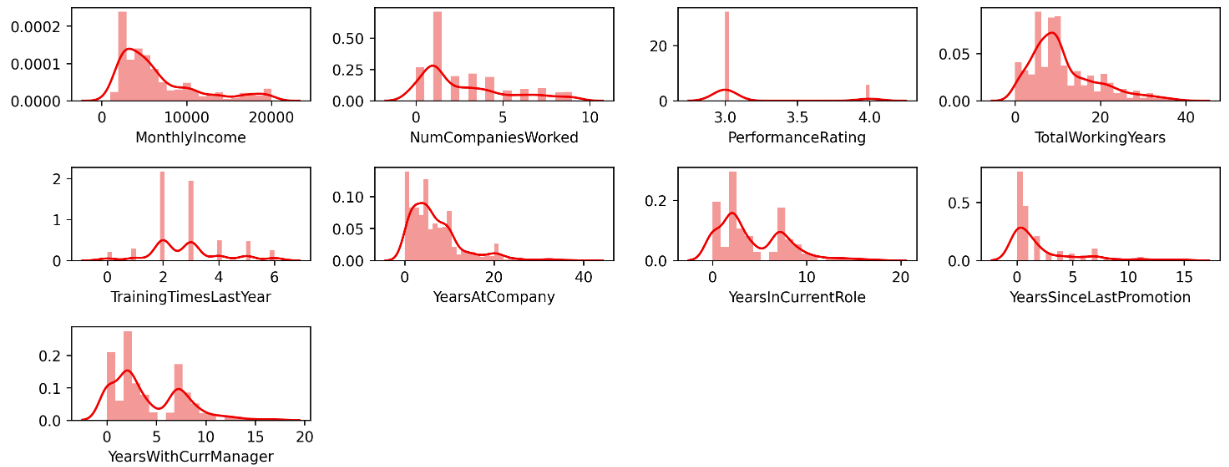 0.0002
0.0001
0.0000
0 10000 20000
MonthlyIncome
0.50
0.25
0.00
0 5 10
NumCompaniesWorked
20
0
3.0 3.5 4.0
PerformanceRating
0.05
0.00
0 20 40
TotalWorkingYears
2
1
0
0 2 4 6
TrainingTimesLastYear
0.10
0.05
0.00
0 20 40
YearsAtCompany
0.2
0.0
0 10 20
YearsInCurrentRole
0.5
0.0
0 5 10 15
YearsSinceLastPromotion
0.2
0.1
0.0
0 5 10 15 20
YearsWithCurrManager